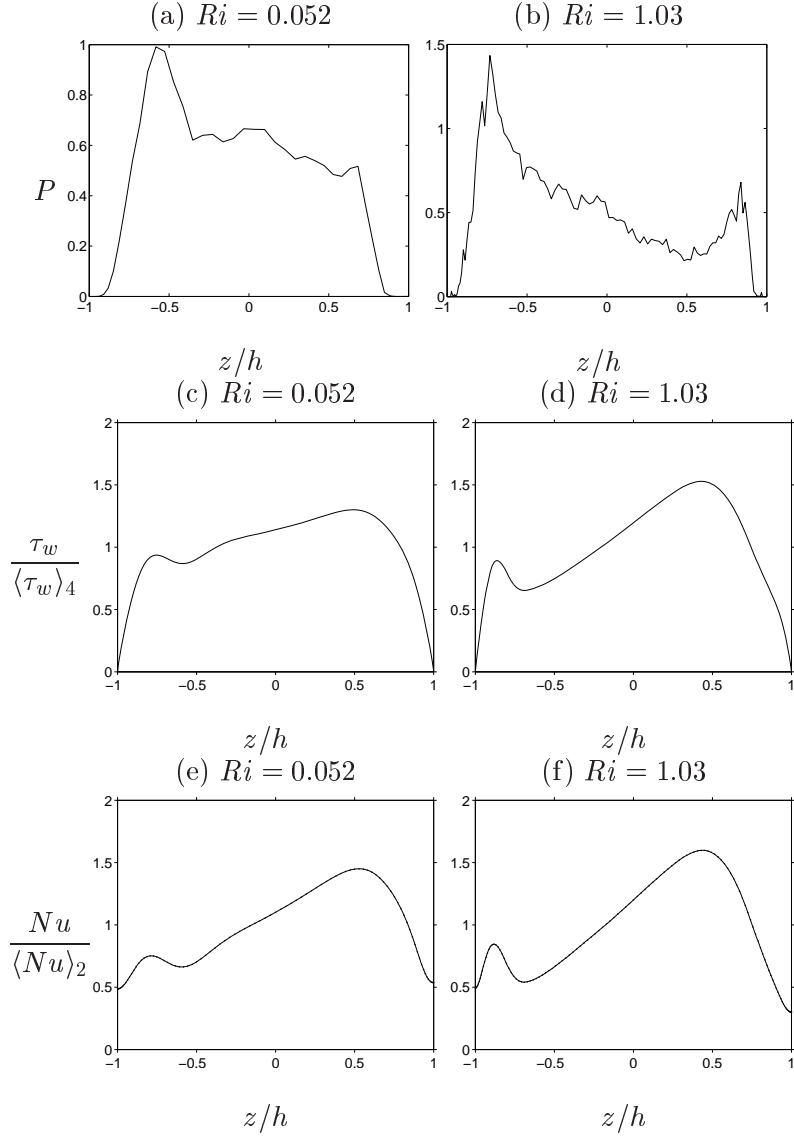 (a) Ri = 0.052
(b) Ri = 1.03
P
1
0.8
0.6
0.4
0.2
0
−1 −0.5 0 0.5 1
z/h
1.5
1
0.5
0
−1 −0.5 0 0.5 1
z/h
(c) Ri = 0.052
(d) Ri = 1.03
τw
⟨τw⟩4
2
1.5
1
0.5
0
−1 −0.5 0 0.5 1
z/h
2
1.5
1
0.5
0
−1 −0.5 0 0.5 1
z/h
(e) Ri = 0.052
(f) Ri = 1.03
Nu
⟨Nu⟩2
2
1.5
1
0.5
0
−1 −0.5 0 0.5 1
z/h
2
1.5
1
0.5
0
−1 −0.5 0 0.5 1
z/h